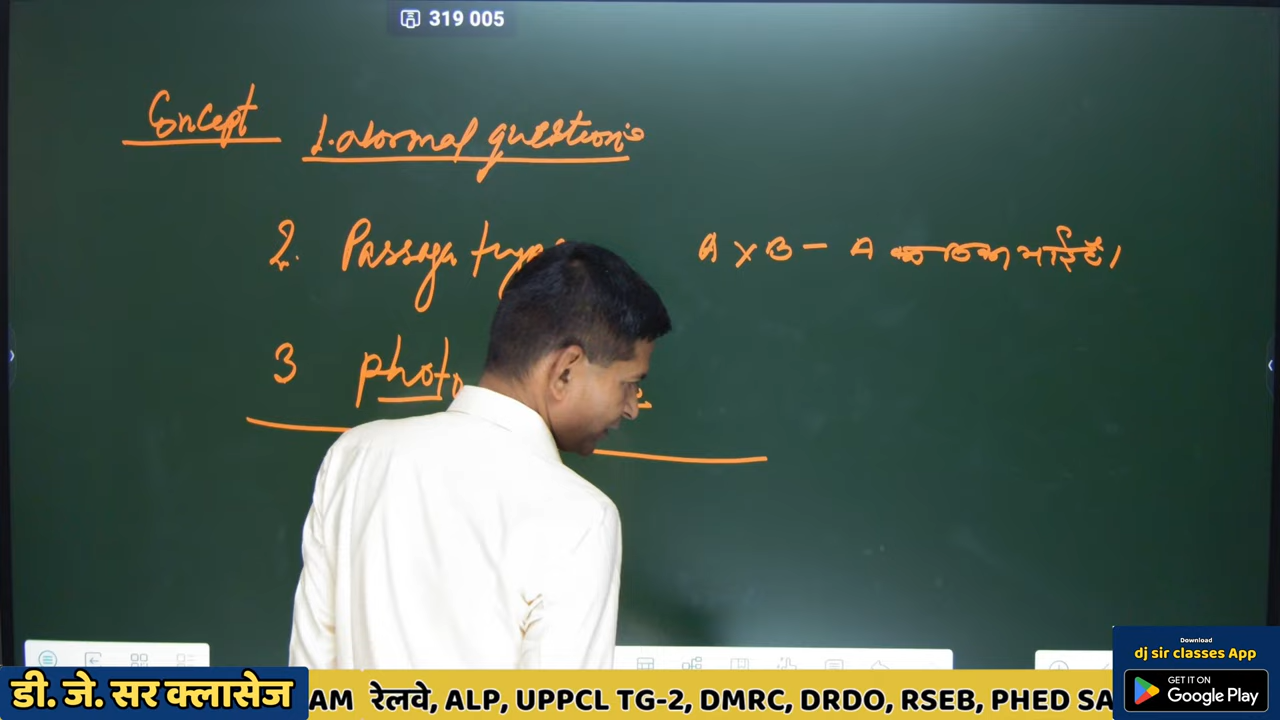 319 005
Concept
1. Normal question:
2. Passage type
A × B – A
भाई है।
3 photo
Download
dj sir classes App
GET IT ON
Google Play
डी. जे. सर क्लासेज
AM रेलवे, ALP, UPPCL TG-2, DMRC, DRDO, RSEB, PHED SA